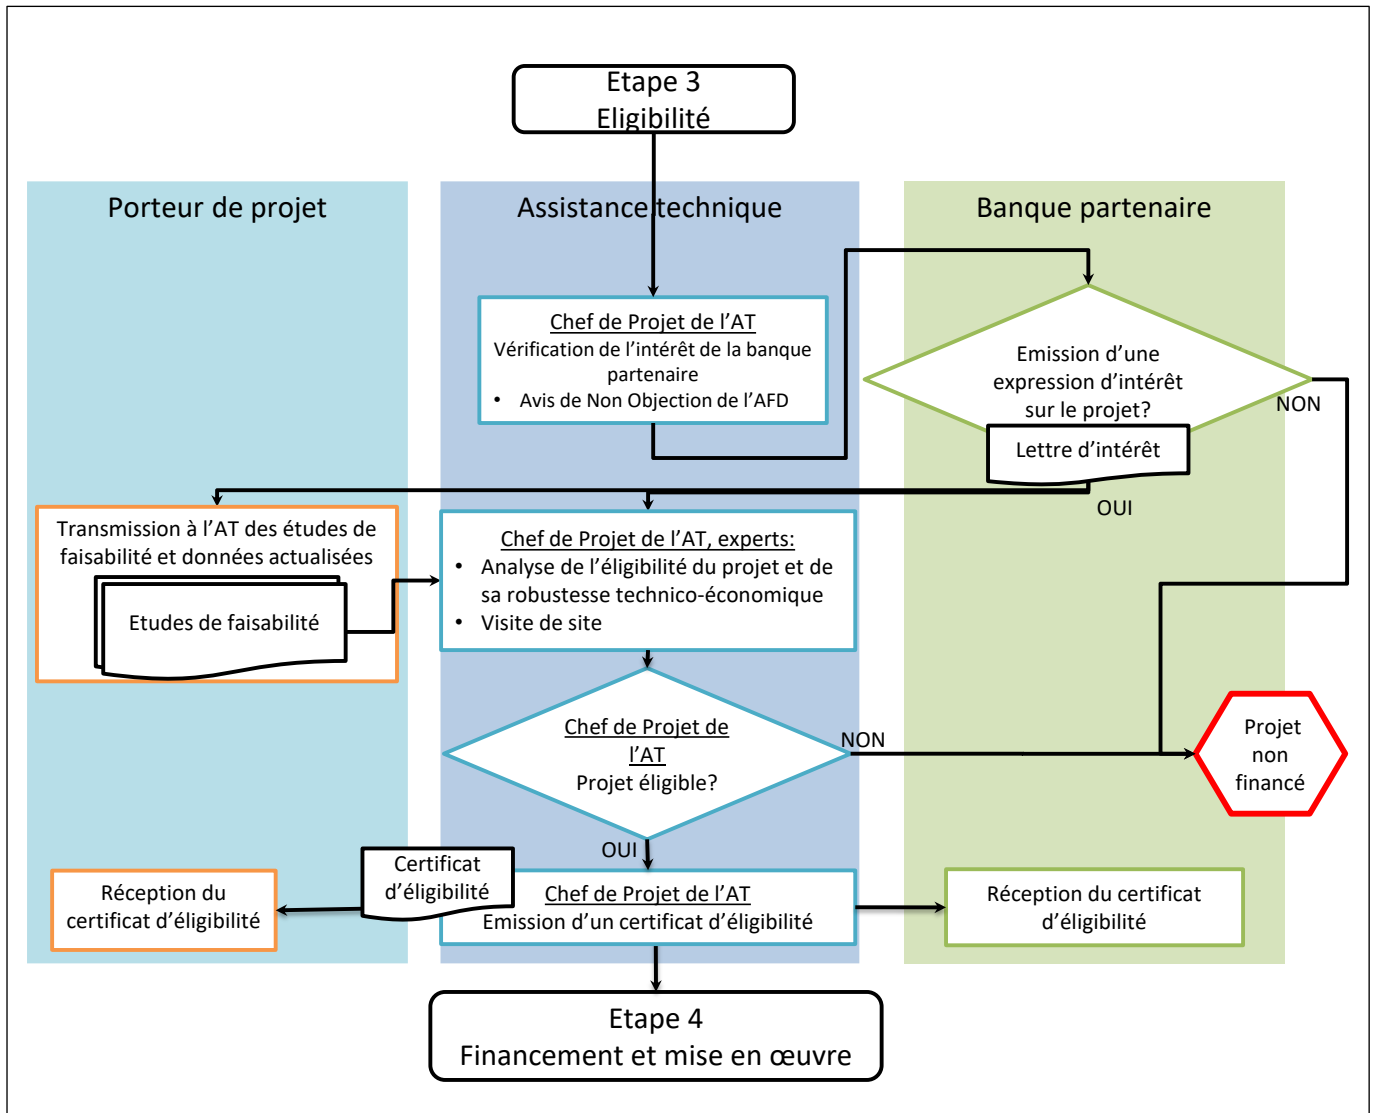 Etape 3
Eligibilité
Porteur de projet
Assistance technique
Banque partenaire
Chef de Projet de l’AT
Vérification de l’intérêt de la banque
partenaire
• Avis de Non Objection de l’AFD
Emission d’une
expression d’intérêt
sur le projet?
NON
Lettre d’intérêt
OUI
Transmission à l’AT des études de
faisabilité et données actualisées
Etudes de faisabilité
Chef de Projet de l’AT, experts:
• Analyse de l’éligibilité du projet et de
sa robustesse technico-économique
• Visite de site
Chef de Projet de
l’AT
Projet éligible?
NON
Projet
non
financé
OUI
Certificat
d’éligibilité
Réception du
certificat d’éligibilité
Chef de Projet de l’AT
Emission d’un certificat d’éligibilité
Réception du certificat
d’éligibilité
Etape 4
Financement et mise en œuvre